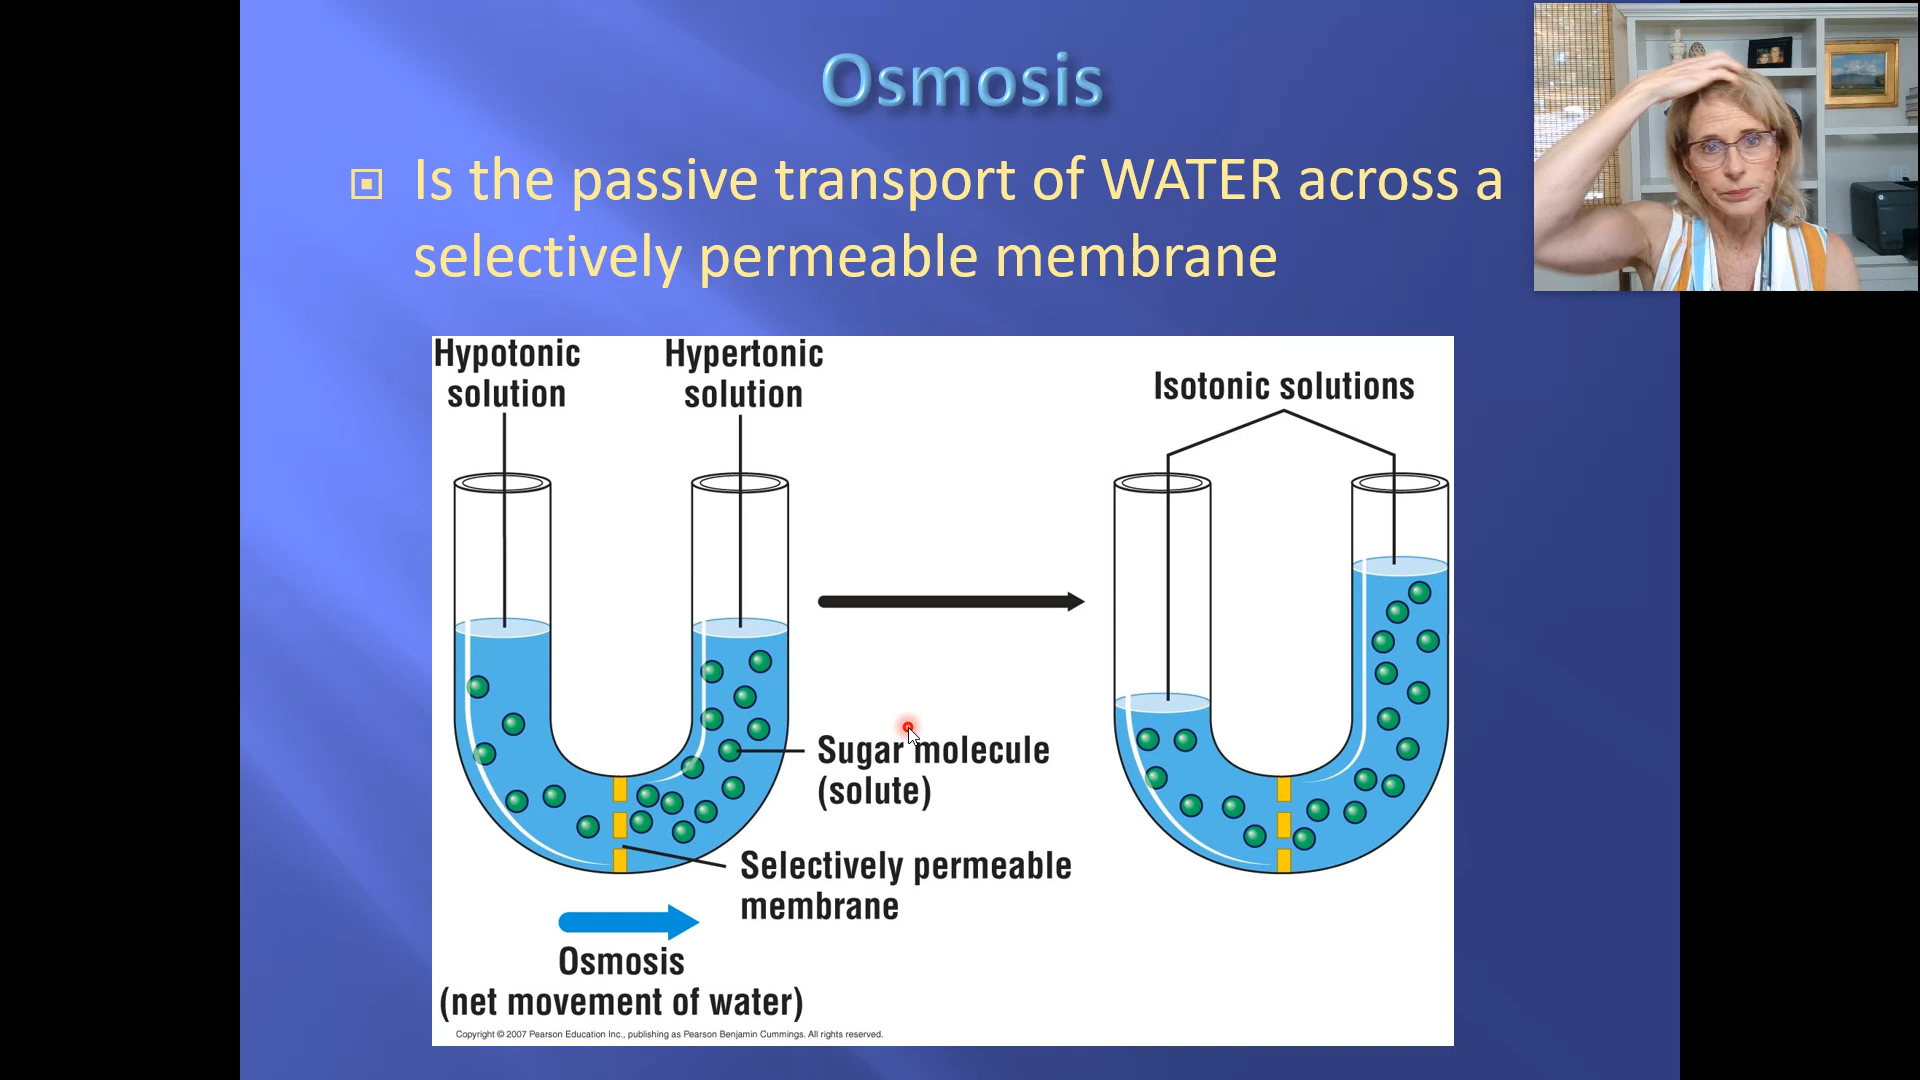 Osmosis
Is the passive transport of WATER across a
selectively permeable membrane
Hypotonic
solution
Hypertonic
solution
Isotonic solutions
Sugar molecule
(solute)
Selectively permeable
membrane
Osmosis
(net movement of water)
Copyright © 2007 Pearson Education Inc., publishing as Pearson Benjamin Cummings. All rights reserved.